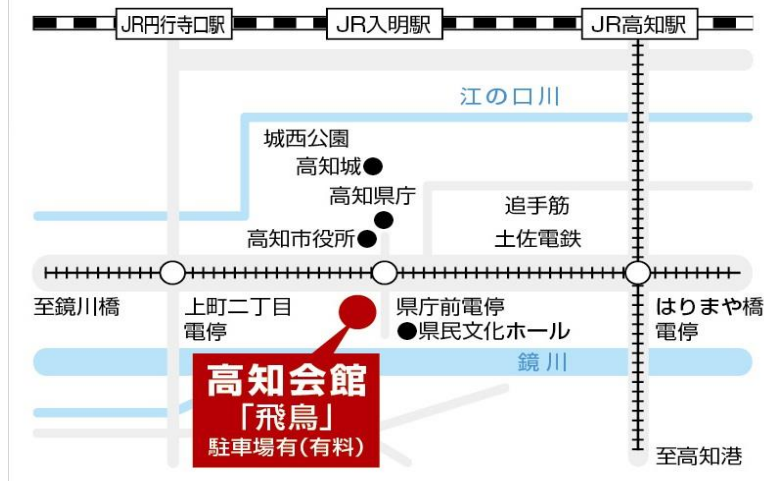 JR円行寺口駅
JR入明駅
JR高知駅
江の口川
城西公園
高知城●
高知県庁
追手筋
高知市役所●
土佐電鉄
至鏡川橋
上町二丁目
電停
県庁前電停
●県民文化ホール
はりまや橋
電停
鏡川
高知会館
「飛鳥」
駐車場有(有料)
至高知港